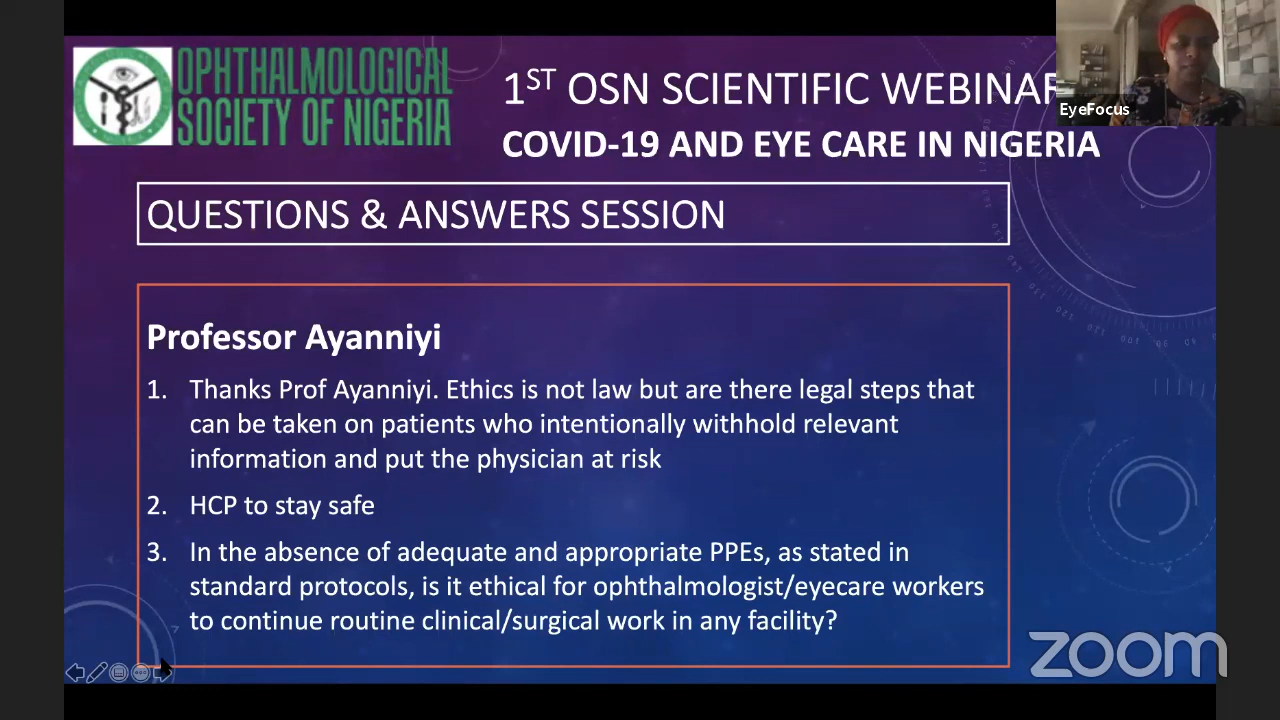 OPHTHALMOLOGICAL
SOCIETY OF NIGERIA
1ST OSN SCIENTIFIC WEBINAR
COVID-19 AND EYE CARE IN NIGERIA
EyeFocus
QUESTIONS & ANSWERS SESSION
Professor Ayanniyi
1. Thanks Prof Ayanniyi. Ethics is not law but are there legal steps that
can be taken on patients who intentionally withhold relevant
information and put the physician at risk
2. HCP to stay safe
3. In the absence of adequate and appropriate PPEs, as stated in
standard protocols, is it ethical for ophthalmologist/eyecare workers
to continue routine clinical/surgical work in any facility?
zoom